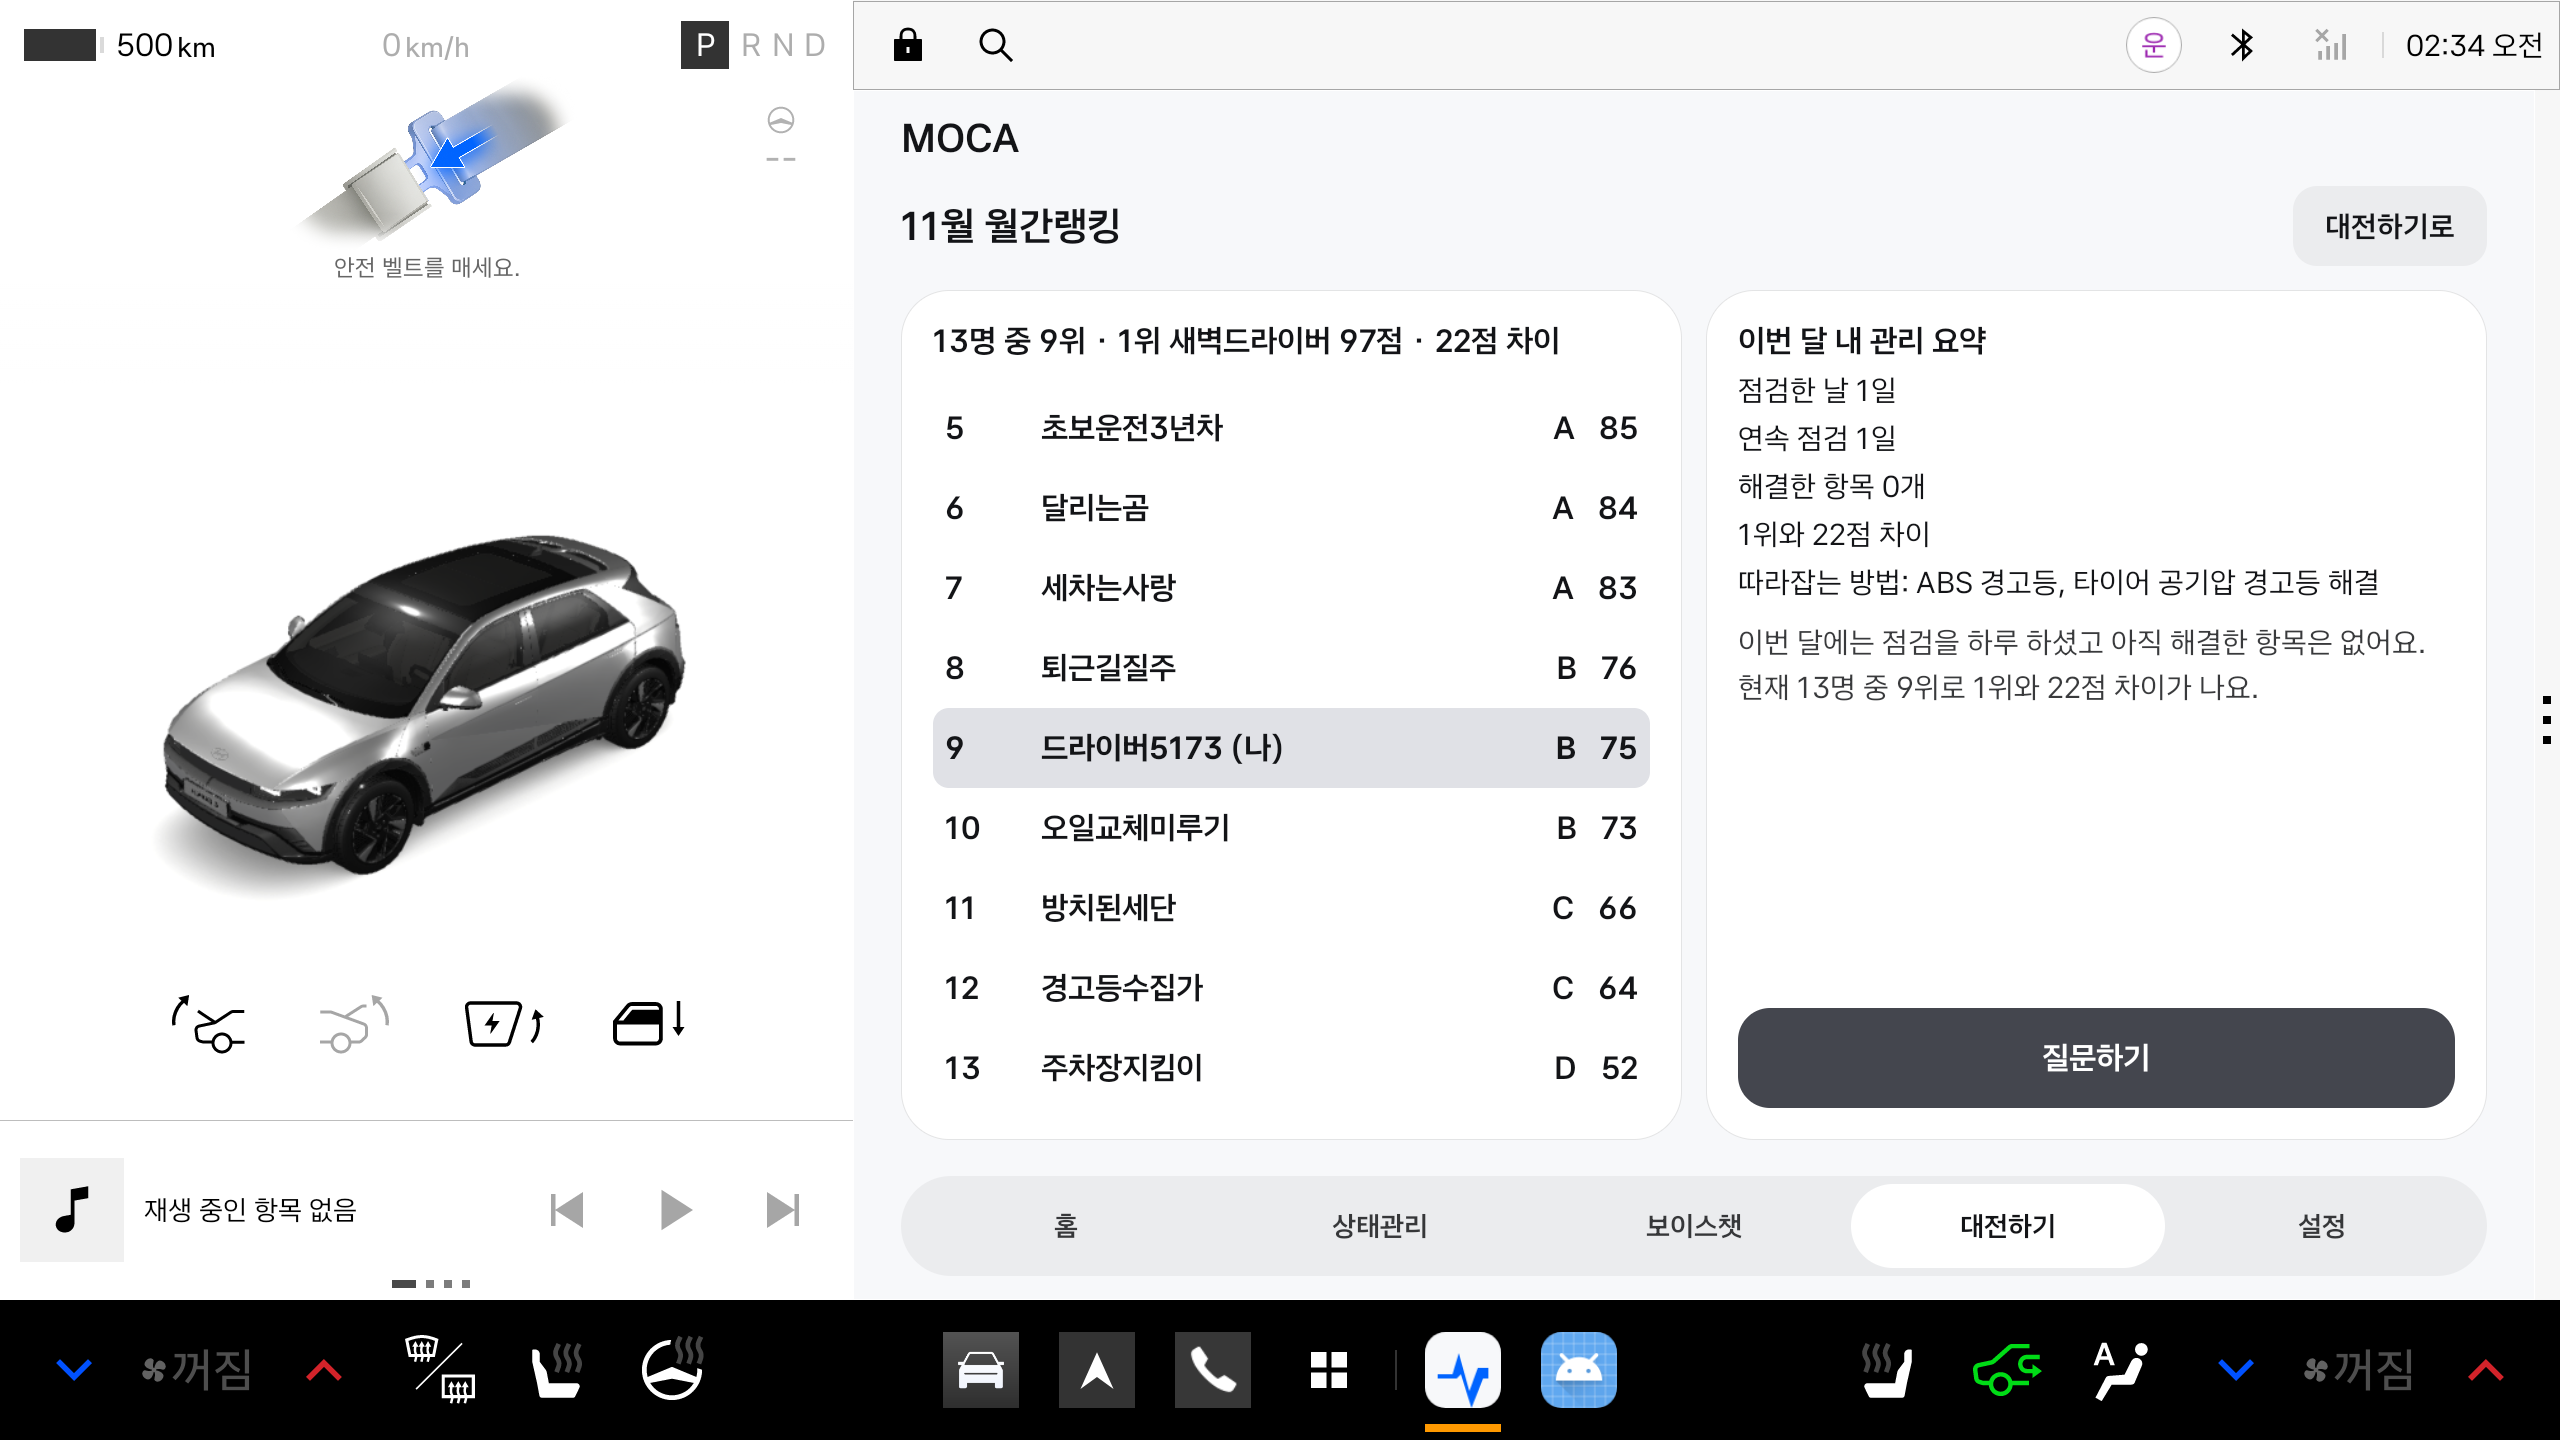 500 km
0 km/h
P R N D
안전 벨트를 매세요.
재생 중인 항목 없음
운
02:34 오전
MOCA
11월 월간랭킹
대전하기로
13명 중 9위 · 1위 새벽드라이버 97점 · 22점 차이
5 초보운전3년차 A 85
6 달리는곰 A 84
7 세차는사랑 A 83
8 퇴근길질주 B 76
9 드라이버5173 (나) B 75
10 오일교체미루기 B 73
11 방치된세단 C 66
12 경고등수집가 C 64
13 주차장지킴이 D 52
이번 달 내 관리 요약
점검한 날 1일
연속 점검 1일
해결한 항목 0개
1위와 22점 차이
따라잡는 방법: ABS 경고등, 타이어 공기압 경고등 해결
이번 달에는 점검을 하루 하셨고 아직 해결한 항목은 없어요.
현재 13명 중 9위로 1위와 22점 차이가 나요.
질문하기
홈 상태관리 보이스챗 대전하기 설정
꺼짐
A
꺼짐